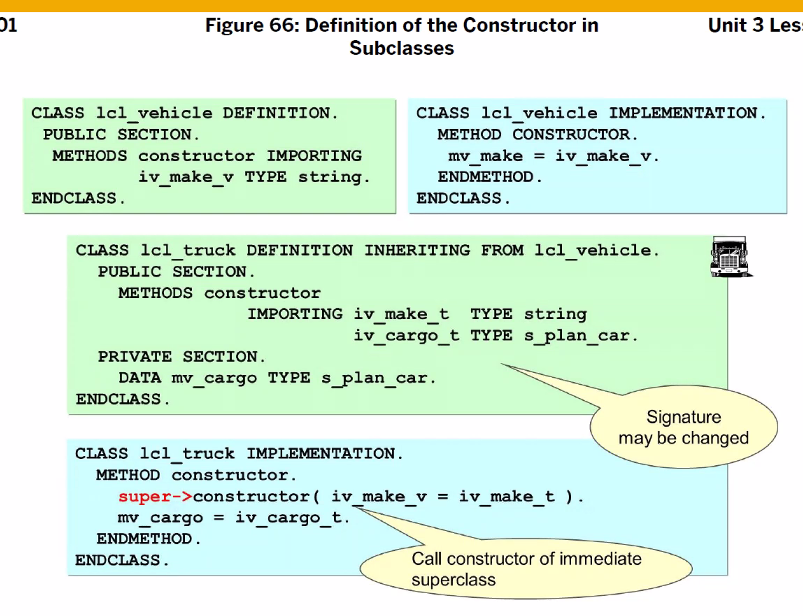 01
Figure 66: Definition of the Constructor in
Subclasses
Unit 3 Les
CLASS lcl_vehicle DEFINITION.
PUBLIC SECTION.
METHODS constructor IMPORTING
iv_make_v TYPE string.
ENDCLASS.
CLASS lcl_vehicle IMPLEMENTATION.
METHOD CONSTRUCTOR.
mv_make = iv_make_v.
ENDMETHOD.
ENDCLASS.
CLASS lcl_truck DEFINITION INHERITING FROM lcl_vehicle.
PUBLIC SECTION.
METHODS constructor
IMPORTING iv_make_t TYPE string
iv_cargo_t TYPE s_plan_car.
PRIVATE SECTION.
DATA mv_cargo TYPE s_plan_car.
ENDCLASS.
Signature
may be changed
CLASS lcl_truck IMPLEMENTATION.
METHOD constructor.
super->constructor( iv_make_v = iv_make_t ).
mv_cargo = iv_cargo_t.
ENDMETHOD.
ENDCLASS.
Call constructor of immediate
superclass